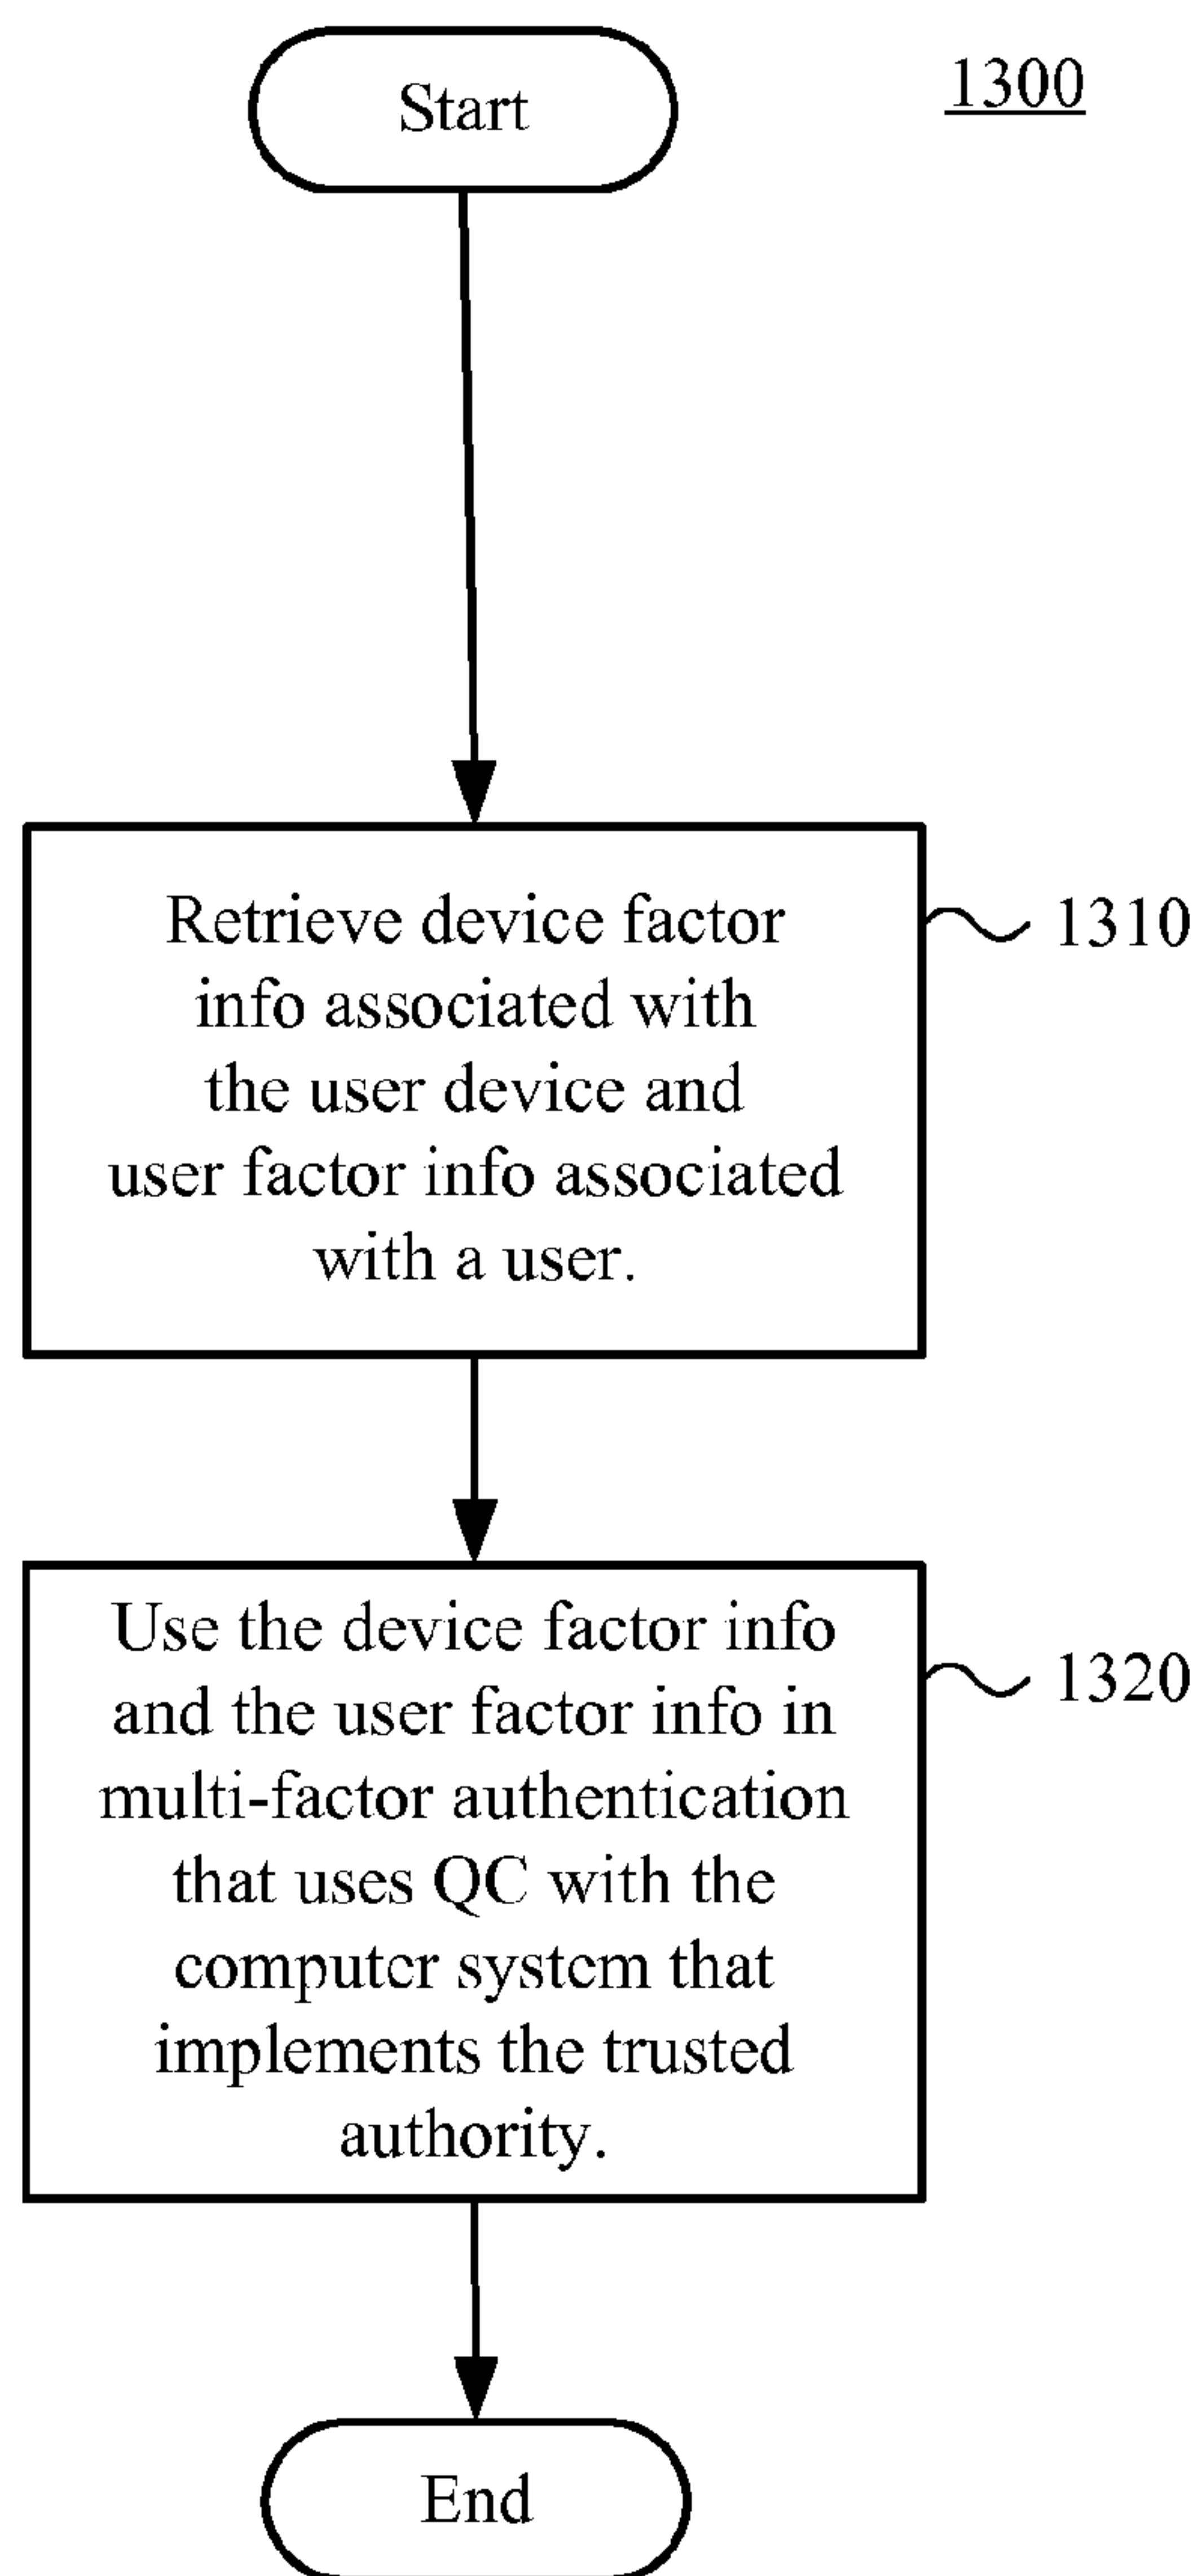 Start
1300
Retrieve device factor
info associated with
the user device and
user factor info associated
with a user.
1310
Use the device factor info
and the user factor info in
multi-factor authentication
that uses QC with the
computer system that
implements the trusted
authority.
1320
End